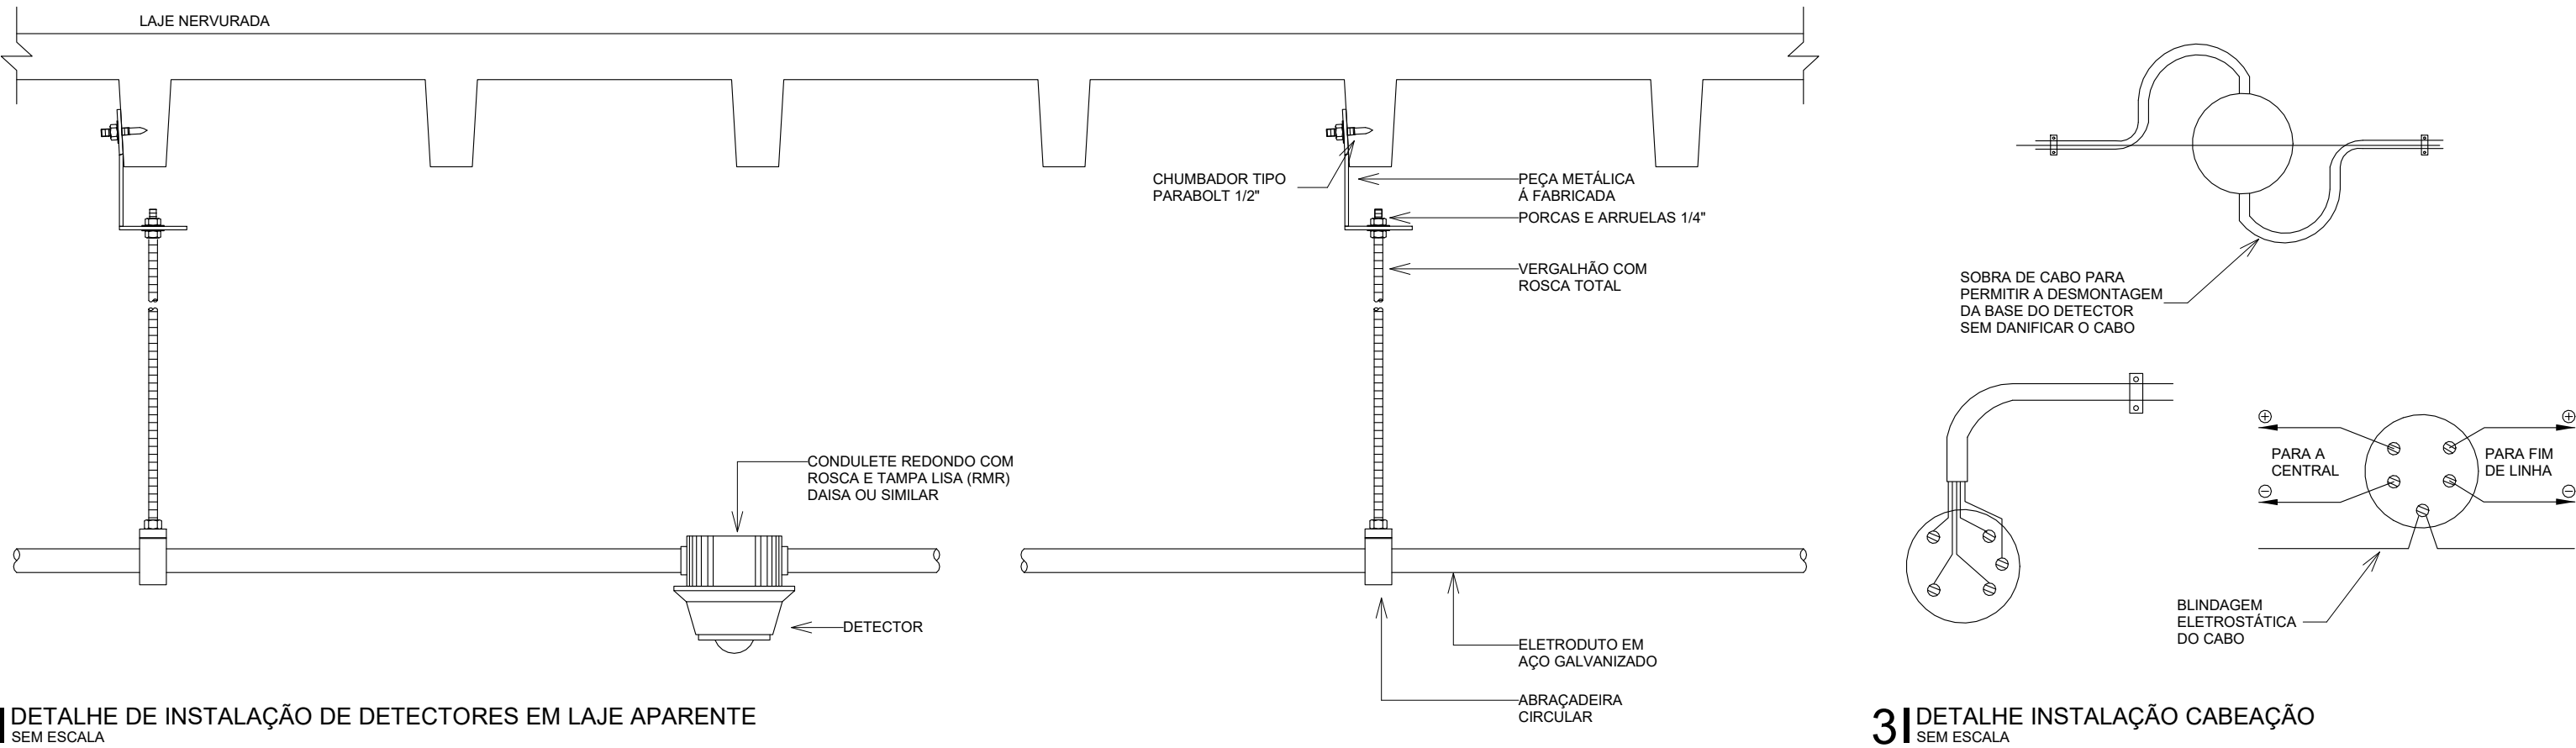 LAJE NERVURADA
CHUMBADOR TIPO
PARABOLT 1/2"
PEÇA METÁLICA
Á FABRICADA
PORCAS E ARRUELAS 1/4"
VERGALHÃO COM
ROSCA TOTAL
CONDULETE REDONDO COM
ROSCA E TAMPA LISA (RMR)
DAISA OU SIMILAR
DETECTOR
ELETRODUTO EM
AÇO GALVANIZADO
ABRAÇADEIRA
CIRCULAR
DETALHE DE INSTALAÇÃO DE DETECTORES EM LAJE APARENTE
SEM ESCALA
SOBRA DE CABO PARA
PERMITIR A DESMONTAGEM
DA BASE DO DETECTOR
SEM DANIFICAR O CABO
+ +
PARA A
CENTRAL
PARA FIM
DE LINHA
- -
BLINDAGEM
ELETROSTÁTICA
DO CABO
3 DETALHE INSTALAÇÃO CABEAÇÃO
SEM ESCALA